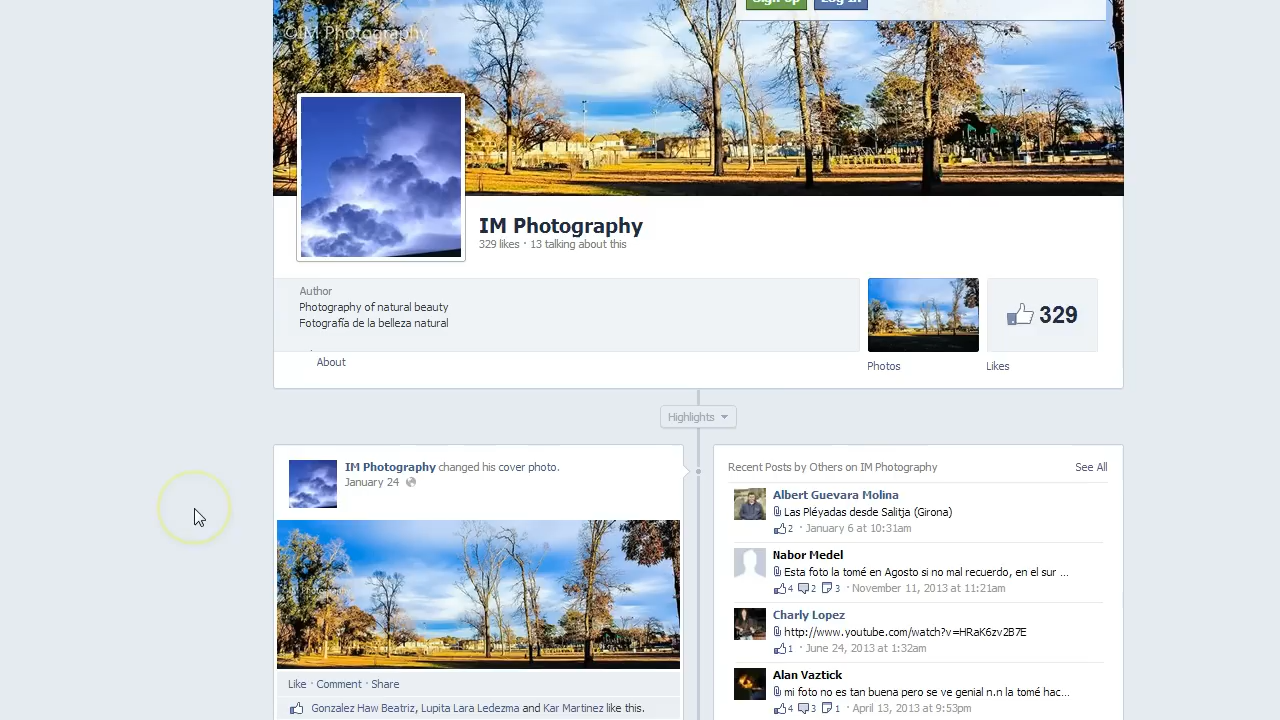 ©IM Photography
Sign Up Log In
IM Photography
329 likes · 13 talking about this
Author
Photography of natural beauty
Fotografía de la belleza natural
329
About
Photos
Likes
Highlights
IM Photography changed his cover photo.
January 24
Like · Comment · Share
Gonzalez Haw Beatriz, Lupita Lara Ledezma and Kar Martinez like this.
Recent Posts by Others on IM Photography
See All
Albert Guevara Molina
Las Pléyadas desde Salitja (Girona)
2 · January 6 at 10:31am
Nabor Medel
Esta foto la tomé en Agosto si no mal recuerdo, en el sur ...
4 2 3 · November 11, 2013 at 11:21am
Charly Lopez
http://www.youtube.com/watch?v=HRaK6zv2B7E
1 · June 24, 2013 at 1:32am
Alan Vaztick
mi foto no es tan buena pero se ve genial n.n la tomé hac...
4 3 1 · April 13, 2013 at 9:53pm